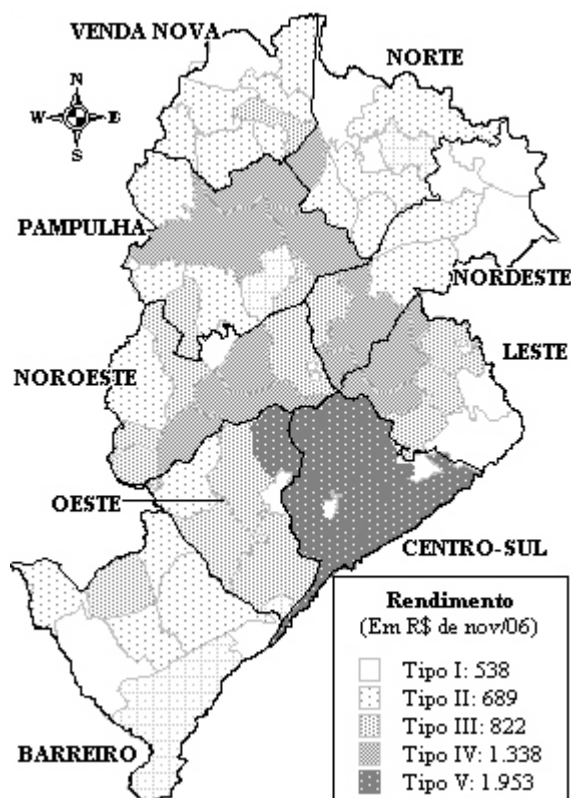 VENDA NOVA
NORTE
N
W E
S
PAMPULHA
NORDESTE
LESTE
NOROESTE
OESTE
CENTRO-SUL
BARREIRO
Rendimento
(Em R$ de nov/06)
Tipo I: 538
Tipo II: 689
Tipo III: 822
Tipo IV: 1.338
Tipo V: 1.953